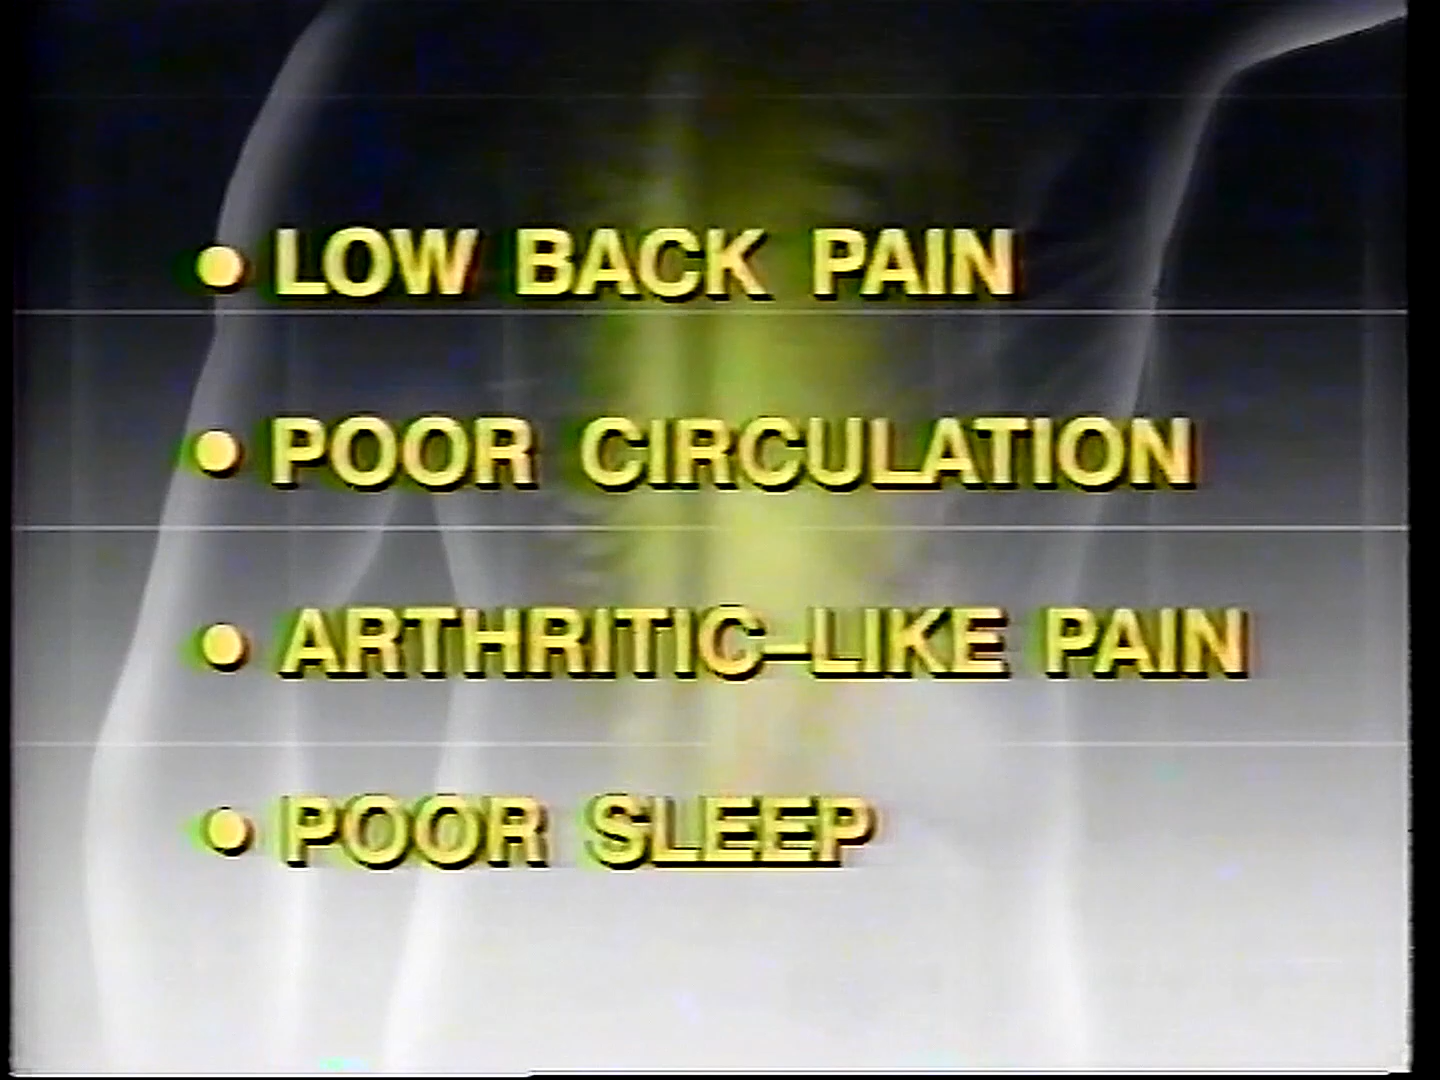 • LOW BACK PAIN
• POOR CIRCULATION
• ARTHRITIC-LIKE PAIN
• POOR SLEEP